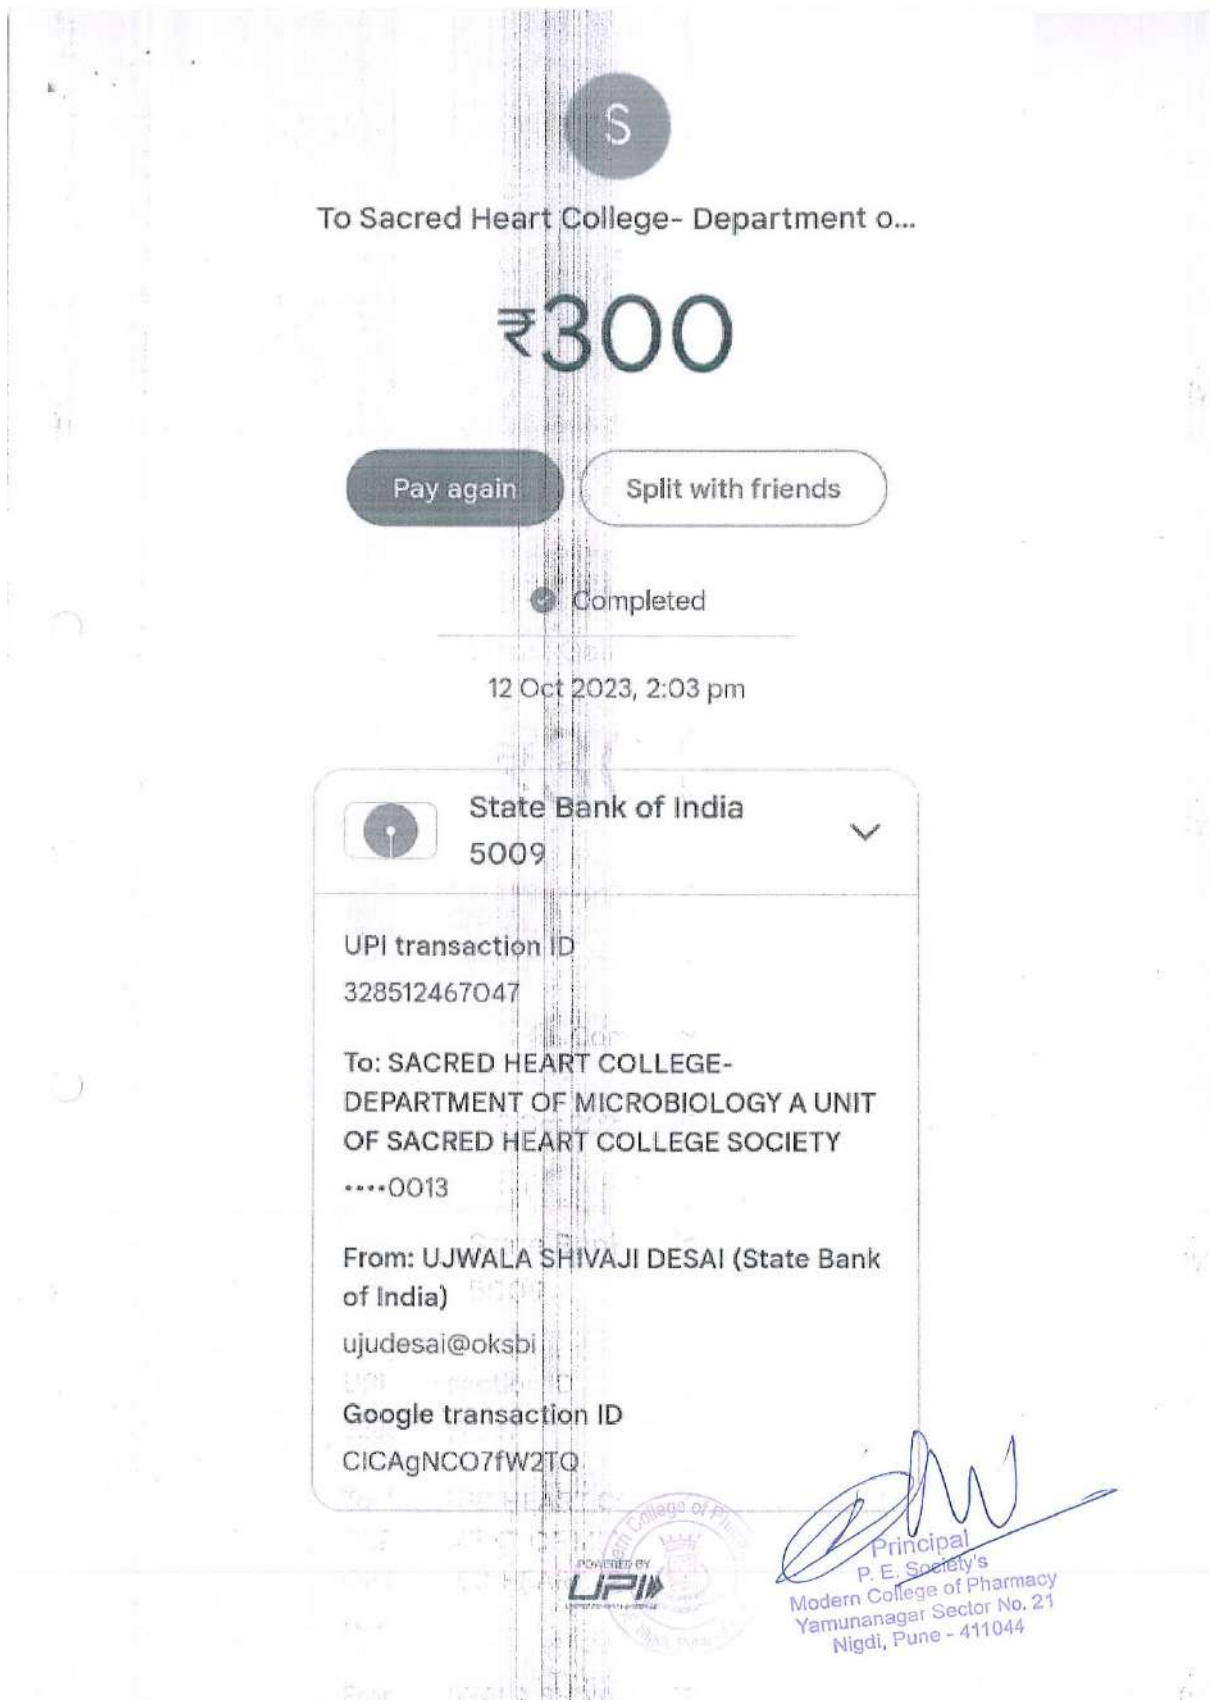 S
To Sacred Heart College- Department o...
₹300
Pay again
Split with friends
Completed
12 Oct 2023, 2:03 pm
State Bank of India
5009
UPI transaction ID
328512467047
To: SACRED HEART COLLEGE-
DEPARTMENT OF MICROBIOLOGY A UNIT
OF SACRED HEART COLLEGE SOCIETY
••••0013
From: UJWALA SHIVAJI DESAI (State Bank
of India)
ujudesai@oksbi
Google transaction ID
CICAgNCO7fW2TQ
POWERED BY
UPI
College of
Principal
P. E. Society's
Modern College of Pharmacy
Yamunanagar Sector No. 21
Nigdi, Pune - 411044